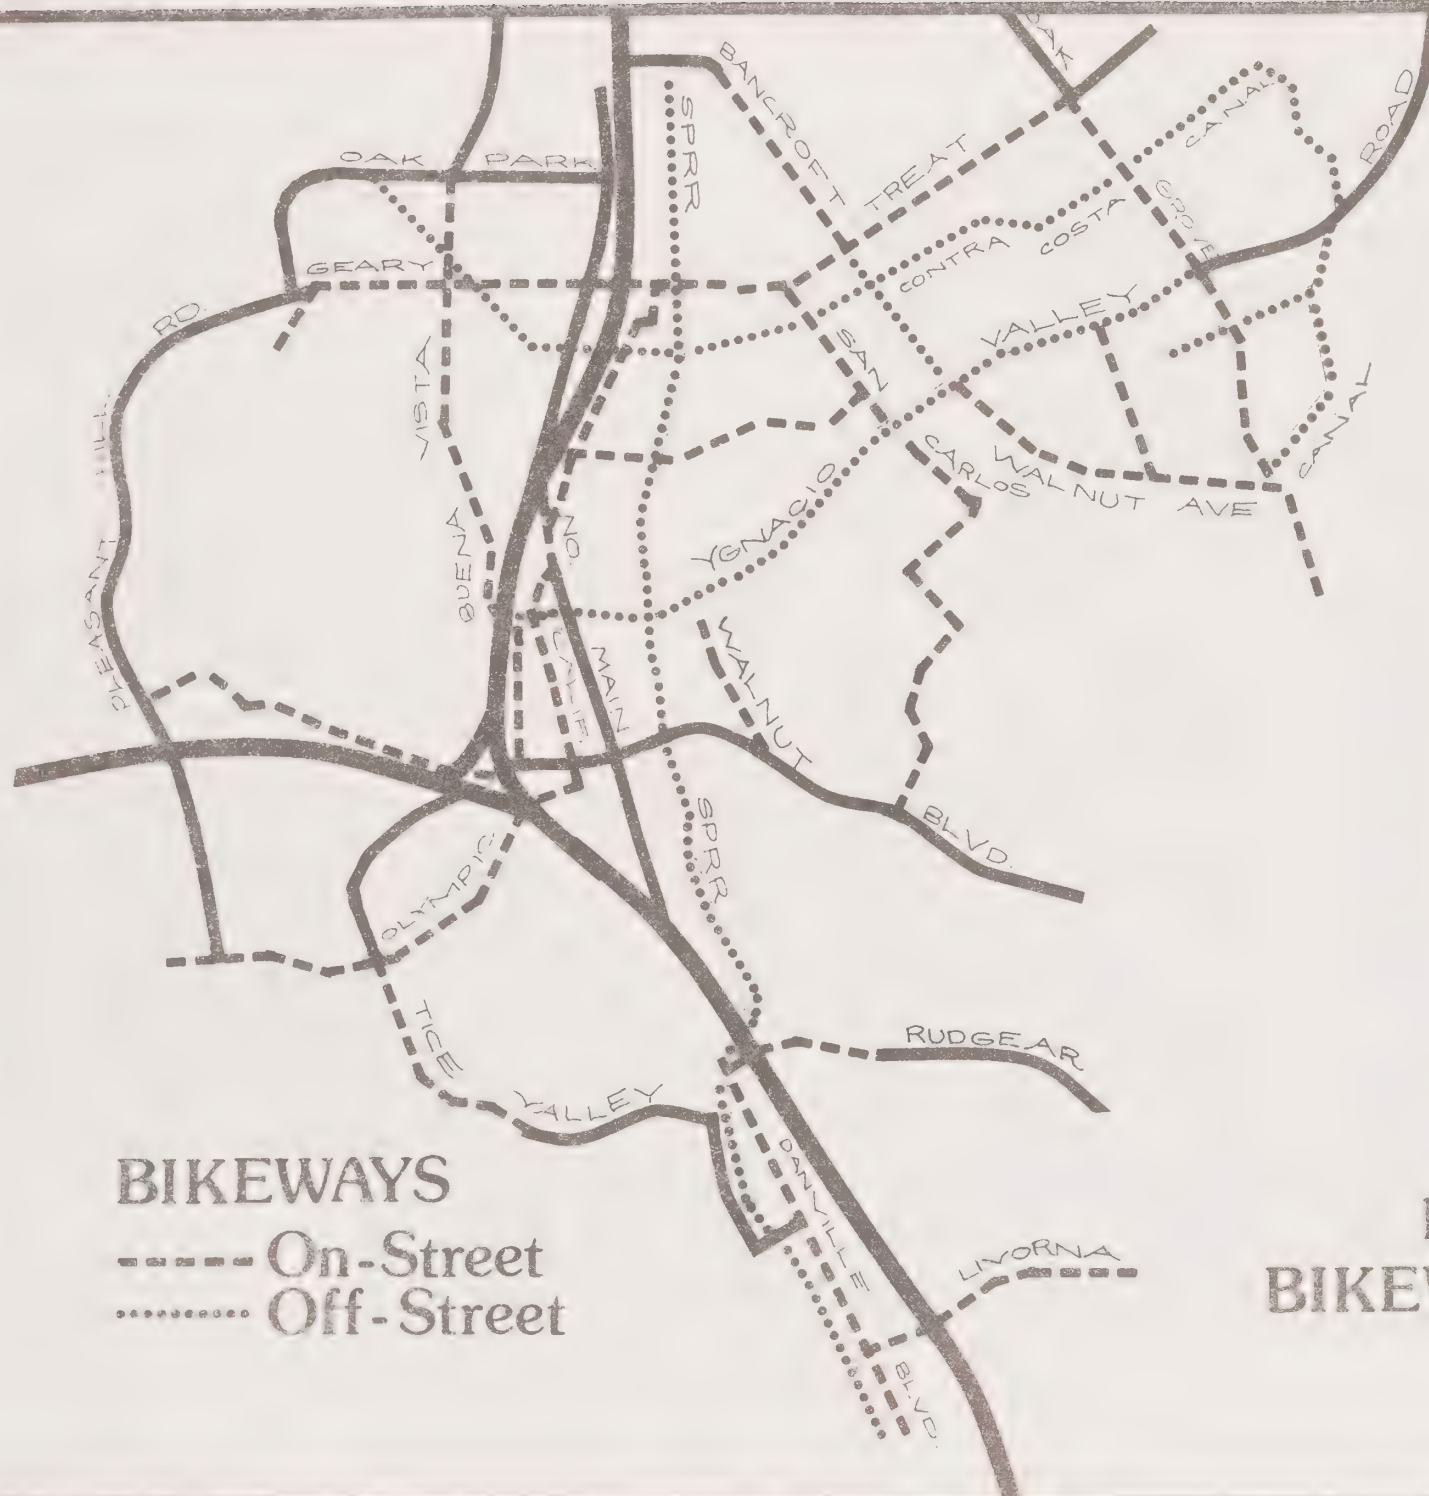 OAK
BANCROFT
SPRR
OAK PARK
TREAT
CANAL
ROAD
GROVE
GEARY
CONTRA COSTA
RD.
VALLEY
SAN
VISTA
CARLOS
WALNUT AVE
CANAL
YGNACIO
NO.
BUENA
PLEASANT HILL
CALIF.
MAIN
WALNUT
SPRR
BLVD.
OLYMPIC
TICE
RUDGEAR
VALLEY
DANVILLE
BIKEWAYS
On-Street
LIVORNA
Off-Street
BLVD.